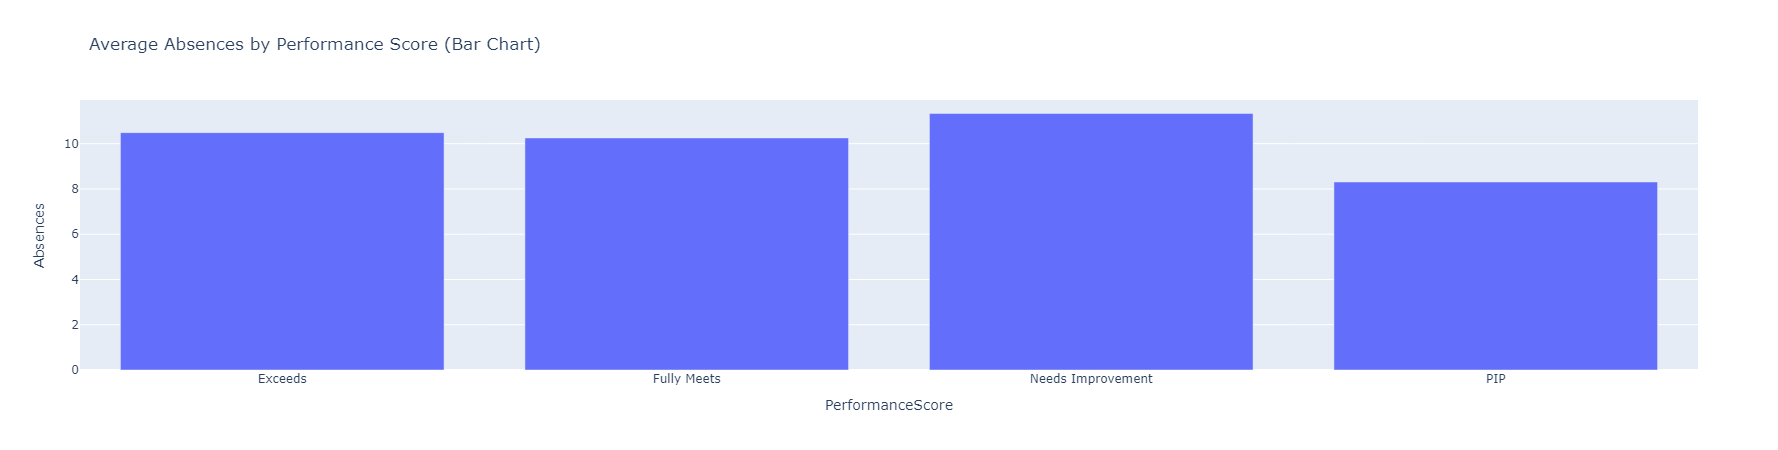 Average Absences by Performance Score (Bar Chart)
Absences
10
8
6
4
2
0
Exceeds Fully Meets Needs Improvement PIP
PerformanceScore